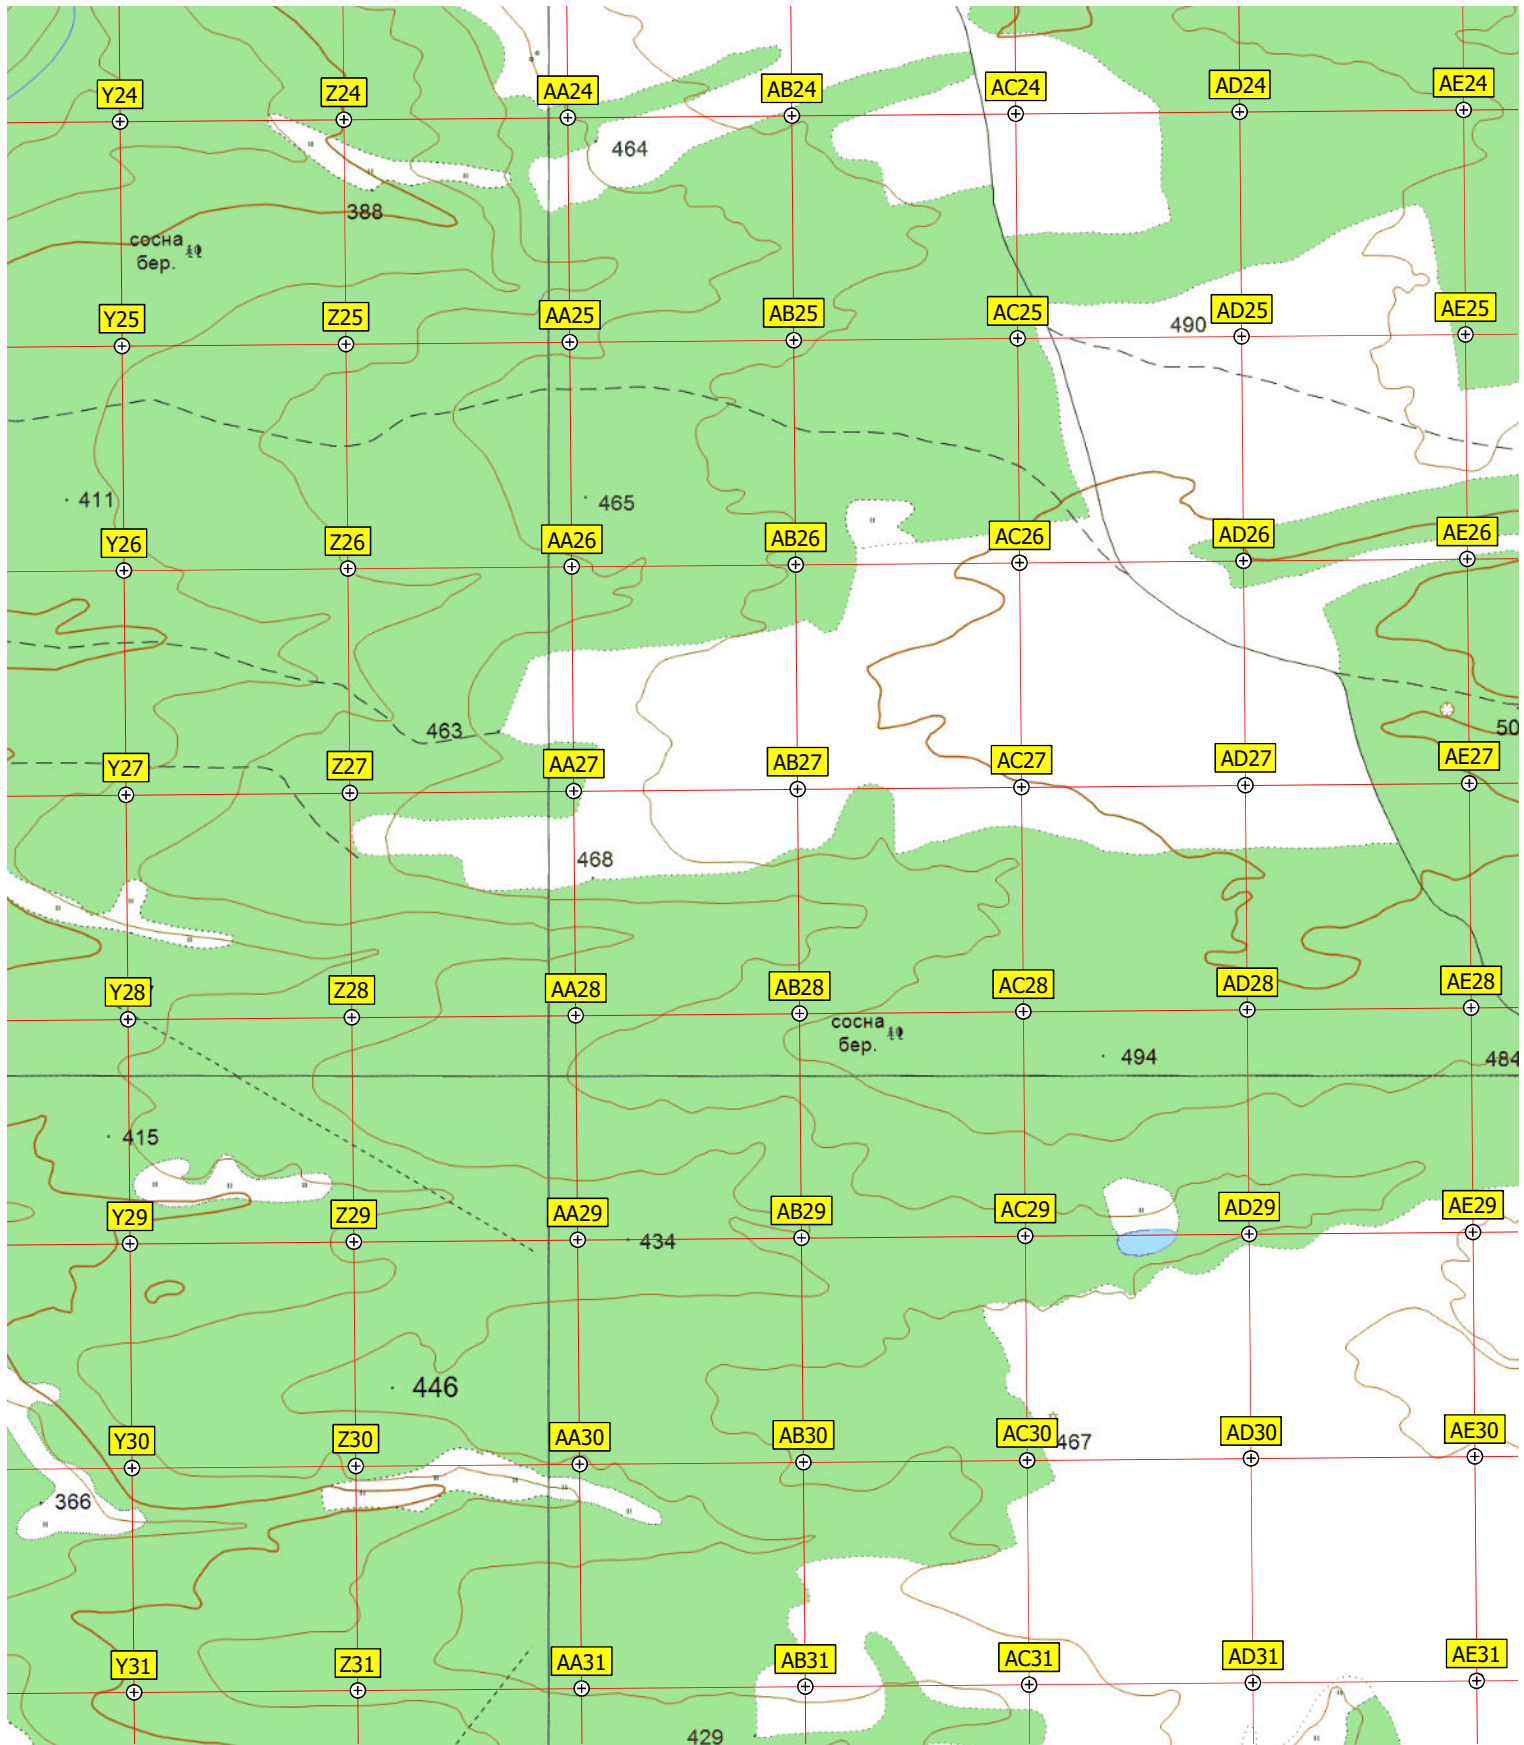 Y24 Z24 AA24 AB24 AC24 AD24 AE24
464
388
сосна
бер.
Y25 Z25 AA25 AB25 AC25 490 AD25 AE25
411 465
Y26 Z26 AA26 AB26 AC26 AD26 AE26
463 50
Y27 Z27 AA27 AB27 AC27 AD27 AE27
468
Y28 Z28 AA28 AB28 AC28 AD28 AE28
сосна
бер.
494 484
415
Y29 Z29 AA29 AB29 AC29 AD29 AE29
434
446
Y30 Z30 AA30 AB30 AC30 467 AD30 AE30
366
Y31 Z31 AA31 AB31 AC31 AD31 AE31
429